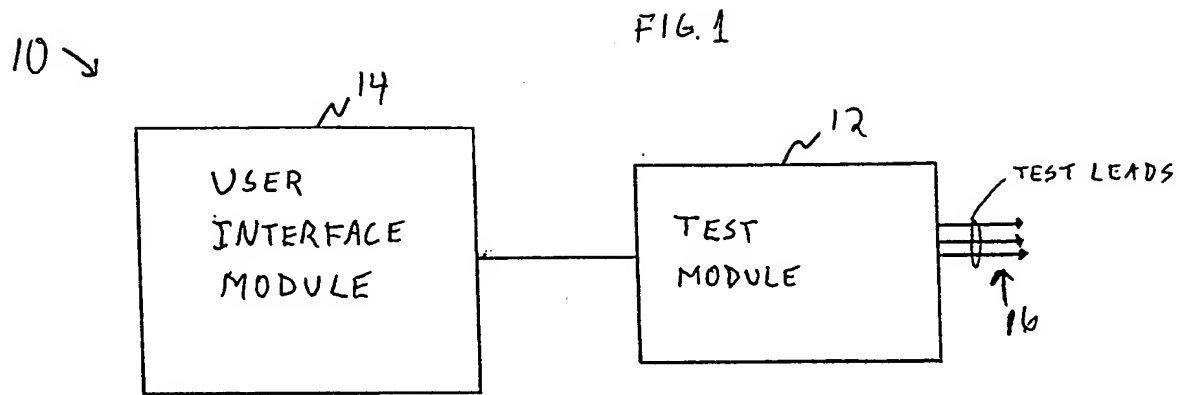 FIG. 1
10
14
USER
INTERFACE
MODULE
12
TEST
MODULE
TEST LEADS
16